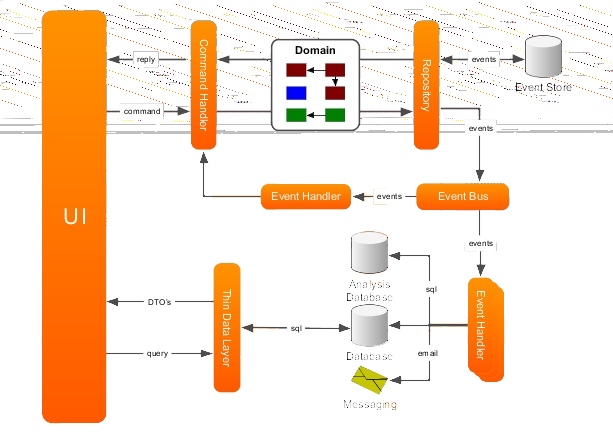 UI
reply
command
Command Handler
Domain
Repository
events
Event Store
events
Event Handler
events
Event Bus
events
Analysis
Database
sql
Event Handler
DTO's
Thin Data Layer
sql
Database
email
query
Messaging